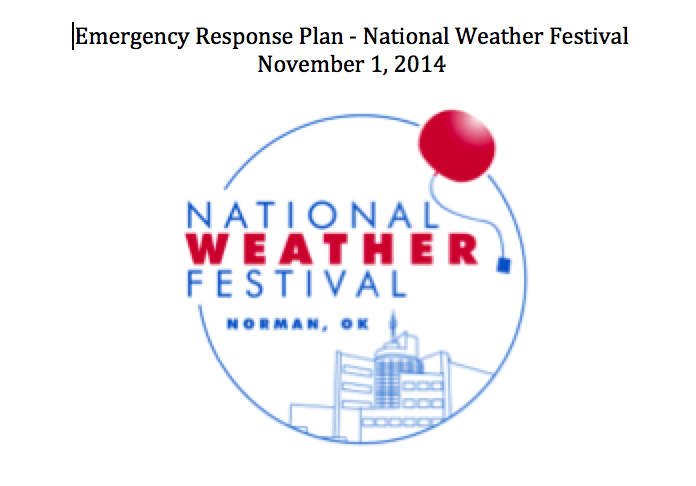 Emergency Response Plan - National Weather Festival
November 1, 2014
NATIONAL
WEATHER
FESTIVAL
NORMAN, OK